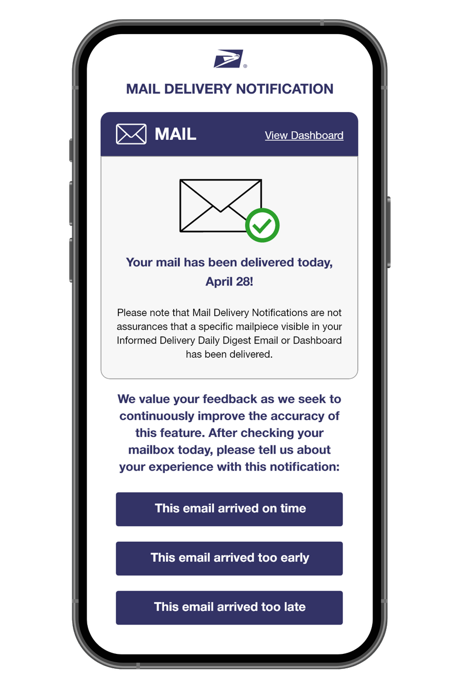 ®
MAIL DELIVERY NOTIFICATION
MAIL
View Dashboard
Your mail has been delivered today,
April 28!
Please note that Mail Delivery Notifications are not
assurances that a specific mailpiece visible in your
Informed Delivery Daily Digest Email or Dashboard
has been delivered.
We value your feedback as we seek to
continuously improve the accuracy of
this feature. After checking your
mailbox today, please tell us about
your experience with this notification:
This email arrived on time
This email arrived too early
This email arrived too late